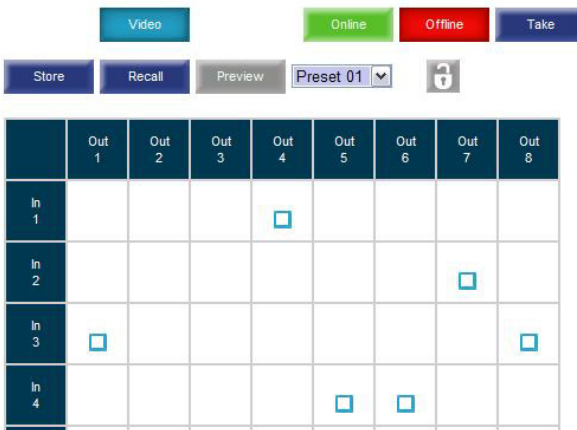 Video Online Offline Take
Store Recall Preview Preset 01
Out 1 Out 2 Out 3 Out 4 Out 5 Out 6 Out 7 Out 8
In 1
In 2
In 3
In 4